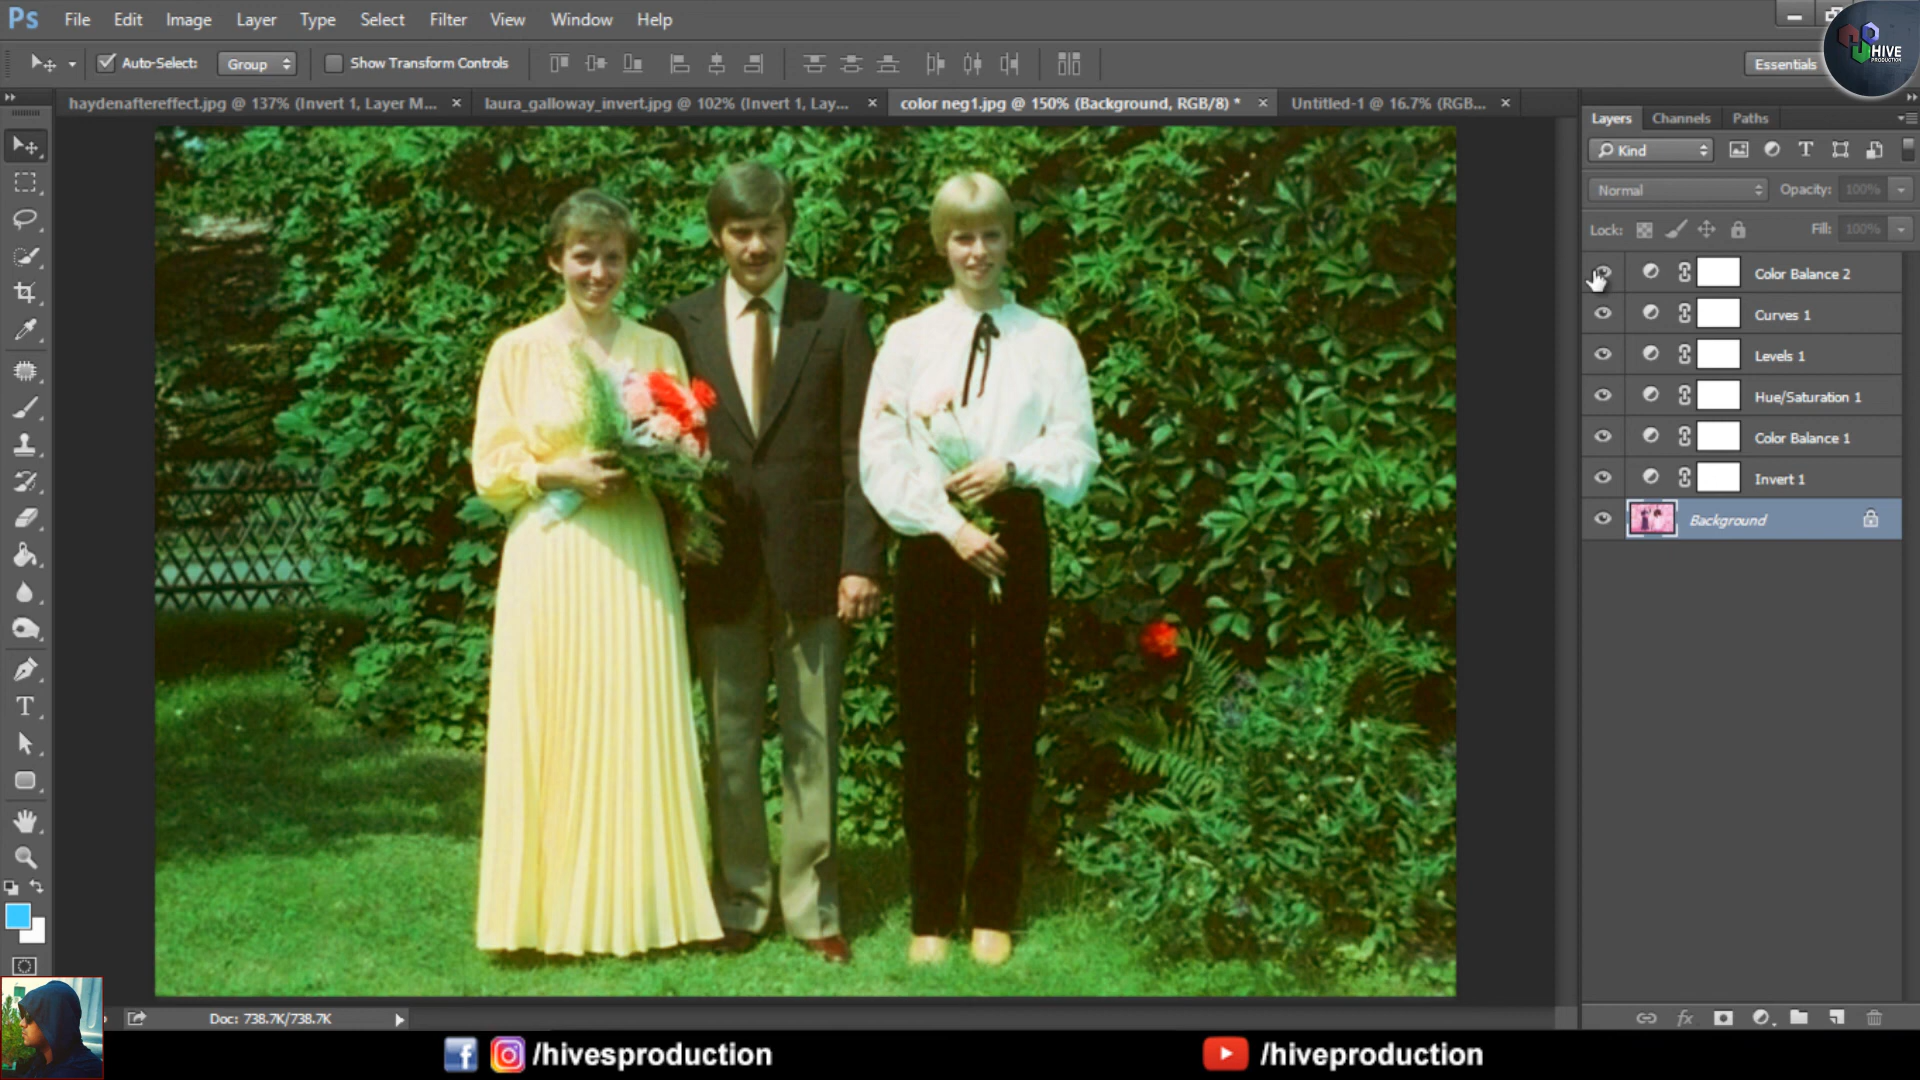 Ps File Edit Image Layer Type Select Filter View Window Help
HIVE
PRODUCTION
Auto-Select: Group Show Transform Controls Essentials
haydenaftereffect.jpg @ 137% (Invert 1, Layer M... × laura_galloway_invert.jpg @ 102% (Invert 1, Lay... × color neg1.jpg @ 150% (Background, RGB/8) * × Untitled-1 @ 16.7% (RGB... ×
Layers Channels Paths
Kind
Normal Opacity: 100%
Lock: Fill: 100%
Color Balance 2
Curves 1
Levels 1
Hue/Saturation 1
Color Balance 1
Invert 1
Background
Doc: 738.7K/738.7K
/hivesproduction
/hiveproduction